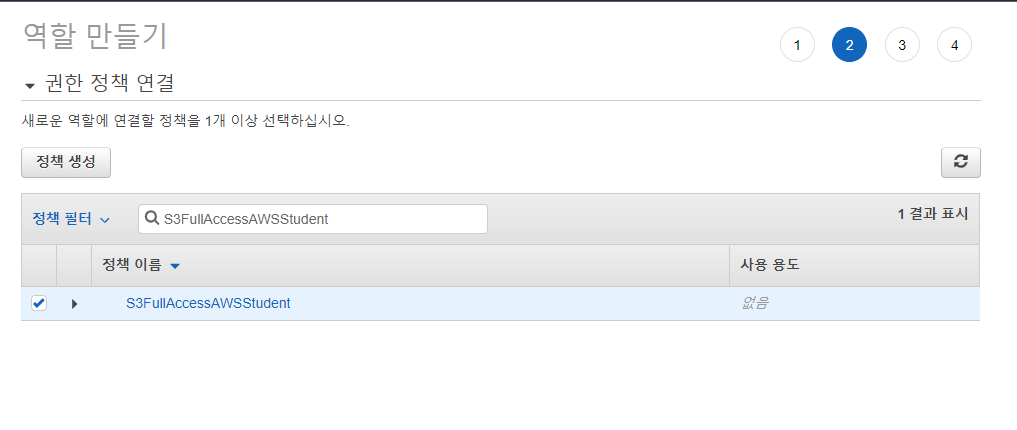 역할 만들기
1 2 3 4
권한 정책 연결
새로운 역할에 연결할 정책을 1개 이상 선택하십시오.
정책 생성
정책 필터 S3FullAccessAWSStudent 1 결과 표시
정책 이름 사용 용도
S3FullAccessAWSStudent 없음